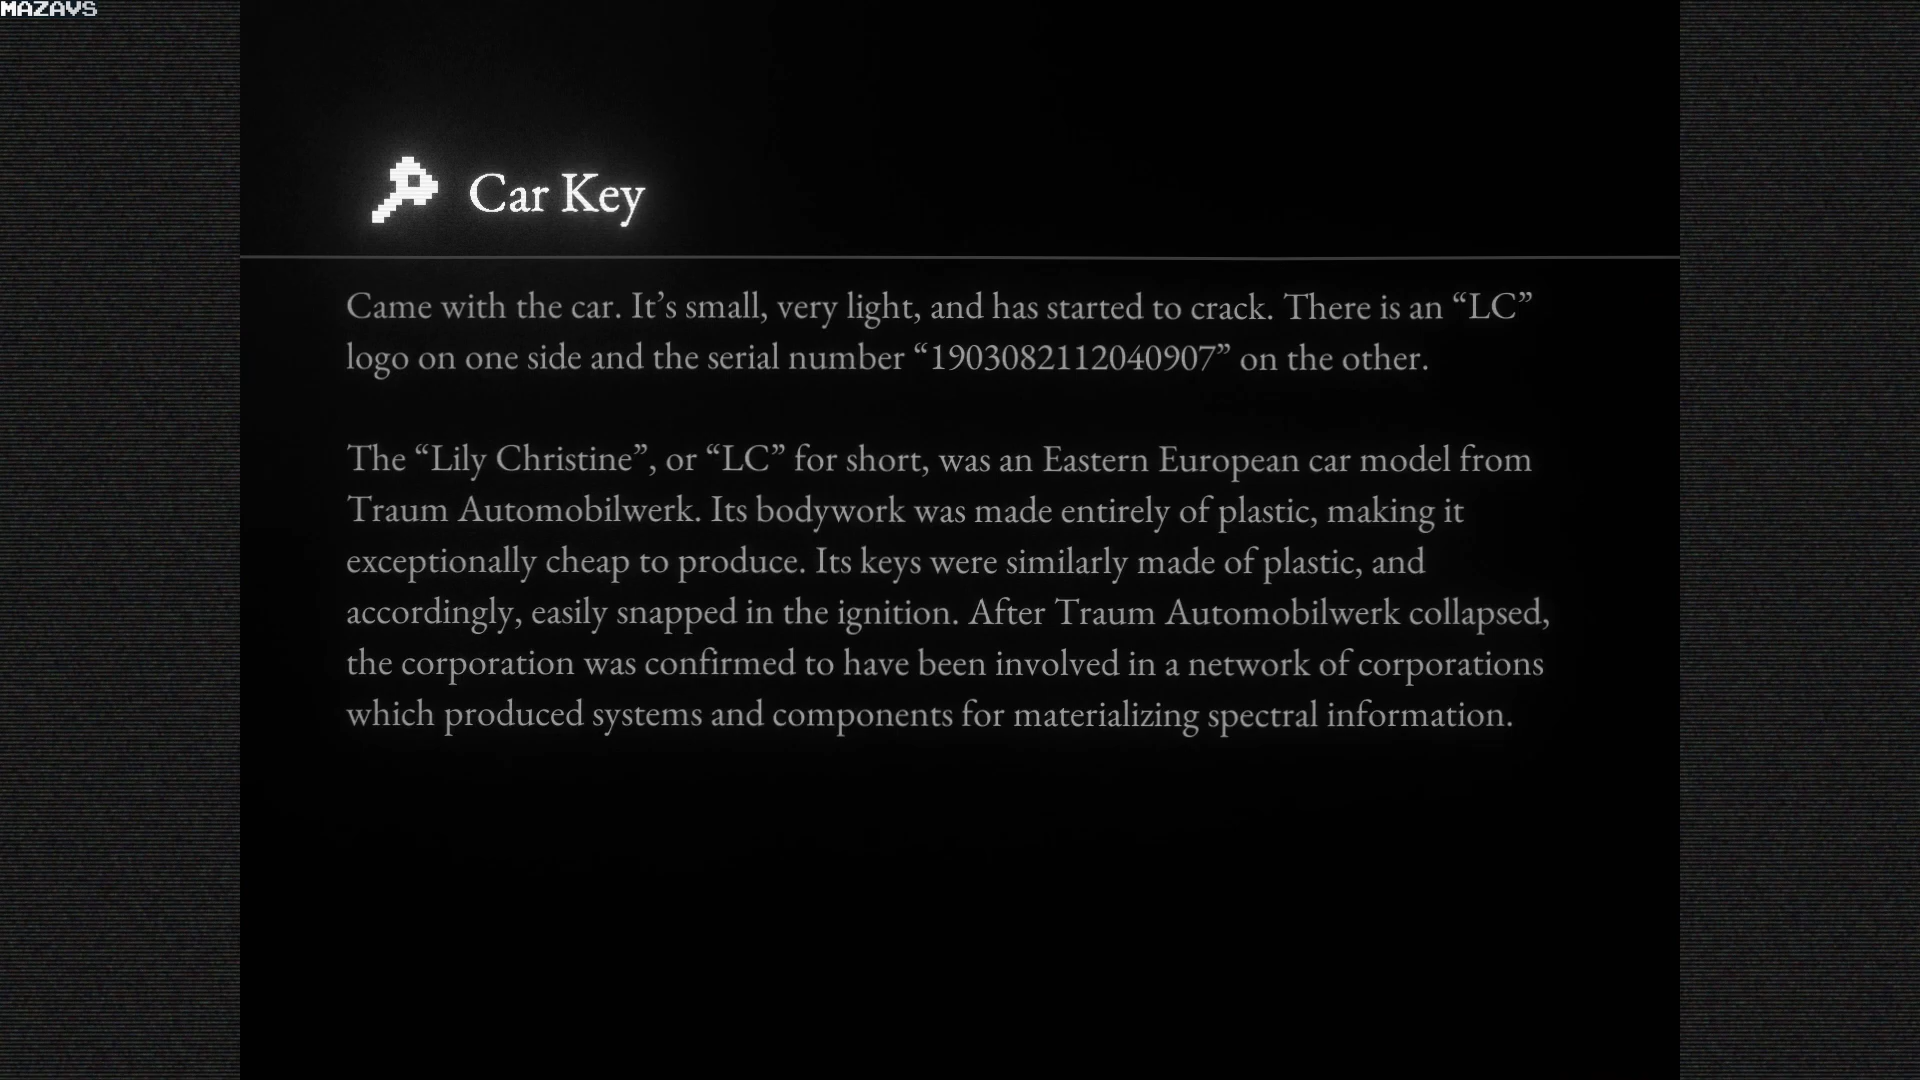 MAZAVS
Car Key
Came with the car. It’s small, very light, and has started to crack. There is an “LC”
logo on one side and the serial number “1903082112040907” on the other.
The “Lily Christine”, or “LC” for short, was an Eastern European car model from
Traum Automobilwerk. Its bodywork was made entirely of plastic, making it
exceptionally cheap to produce. Its keys were similarly made of plastic, and
accordingly, easily snapped in the ignition. After Traum Automobilwerk collapsed,
the corporation was confirmed to have been involved in a network of corporations
which produced systems and components for materializing spectral information.